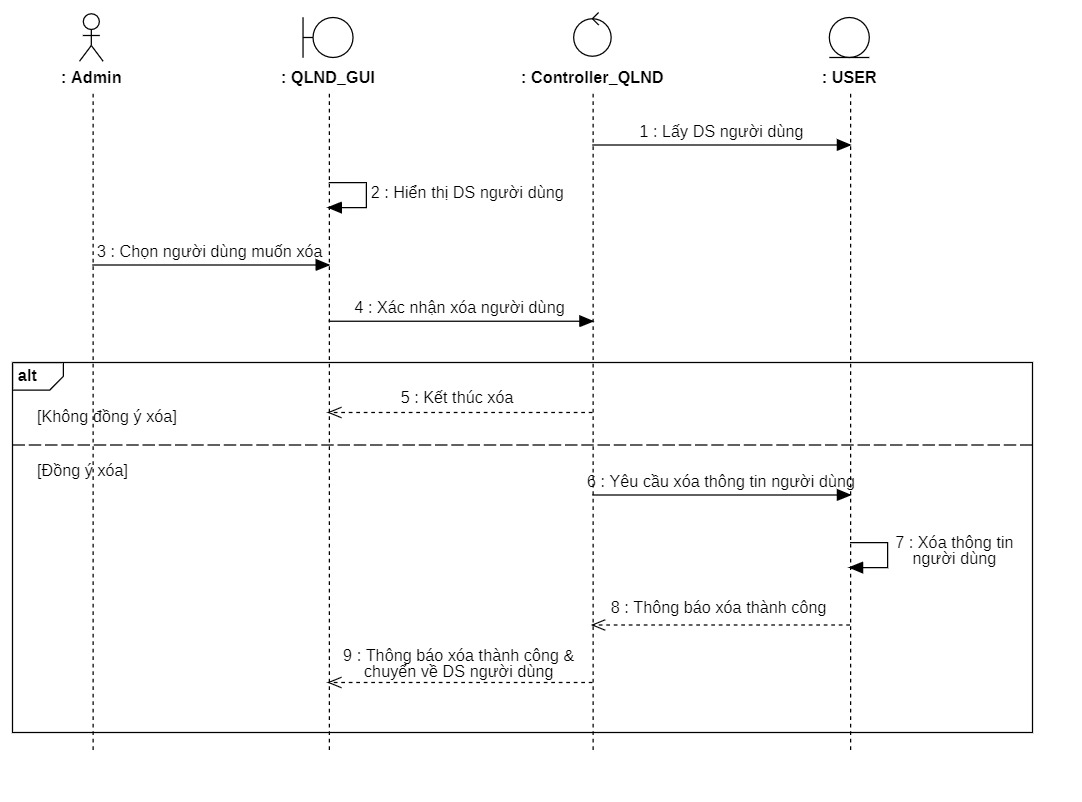 : Admin
: QLND_GUI
: Controller_QLND
: USER
1 : Lấy DS người dùng
2 : Hiển thị DS người dùng
3 : Chọn người dùng muốn xóa
4 : Xác nhận xóa người dùng
alt
5 : Kết thúc xóa
[Không đồng ý xóa]
[Đồng ý xóa]
6 : Yêu cầu xóa thông tin người dùng
7 : Xóa thông tin
người dùng
8 : Thông báo xóa thành công
9 : Thông báo xóa thành công &
chuyển về DS người dùng